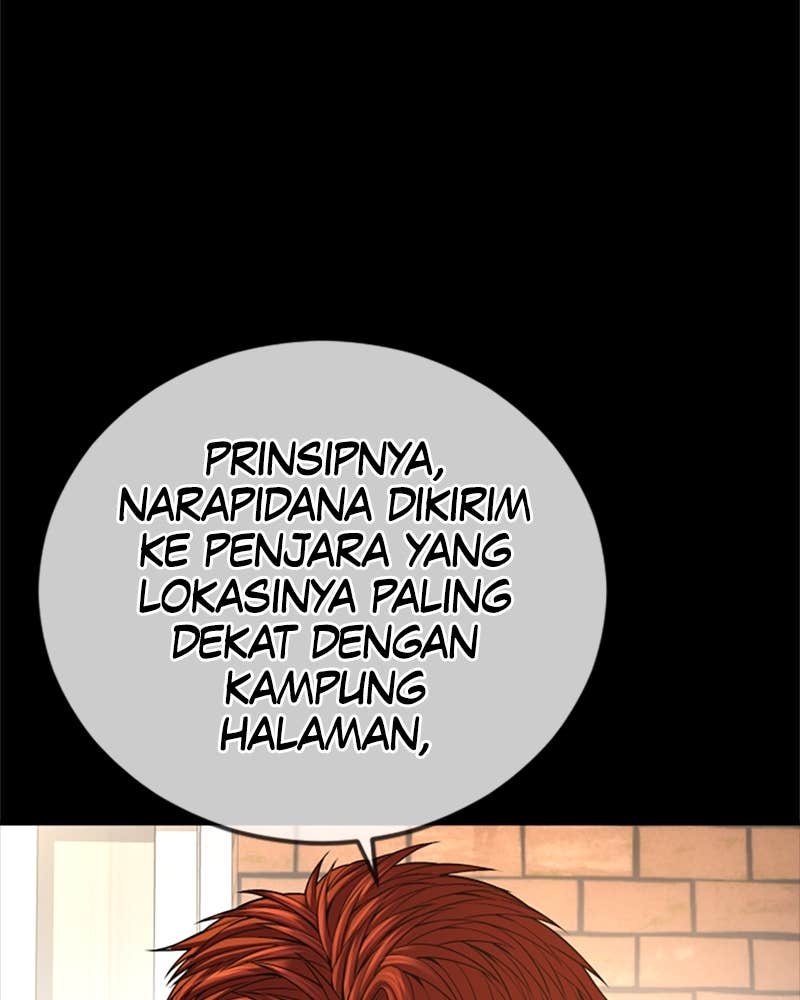 PRINSIPNYA,
NARAPIDANA DIKIRIM
KE PENJARA YANG
LOKASINYA PALING
DEKAT DENGAN
KAMPUNG
HALAMAN,